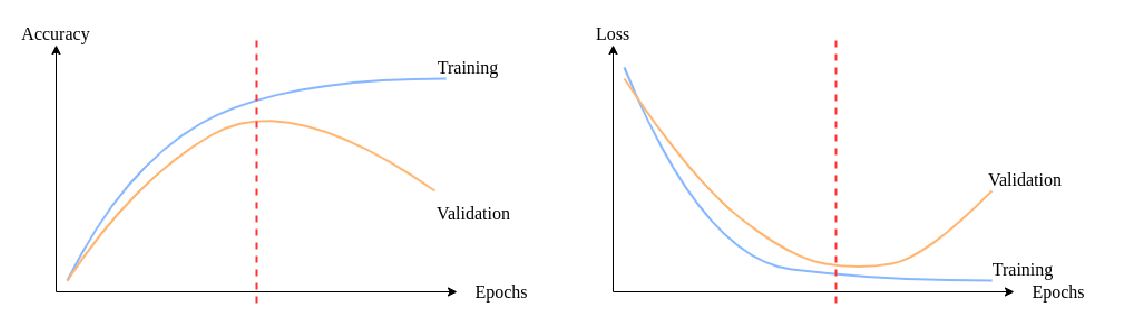 Accuracy
Training
Validation
Epochs
Loss
Validation
Training
Epochs